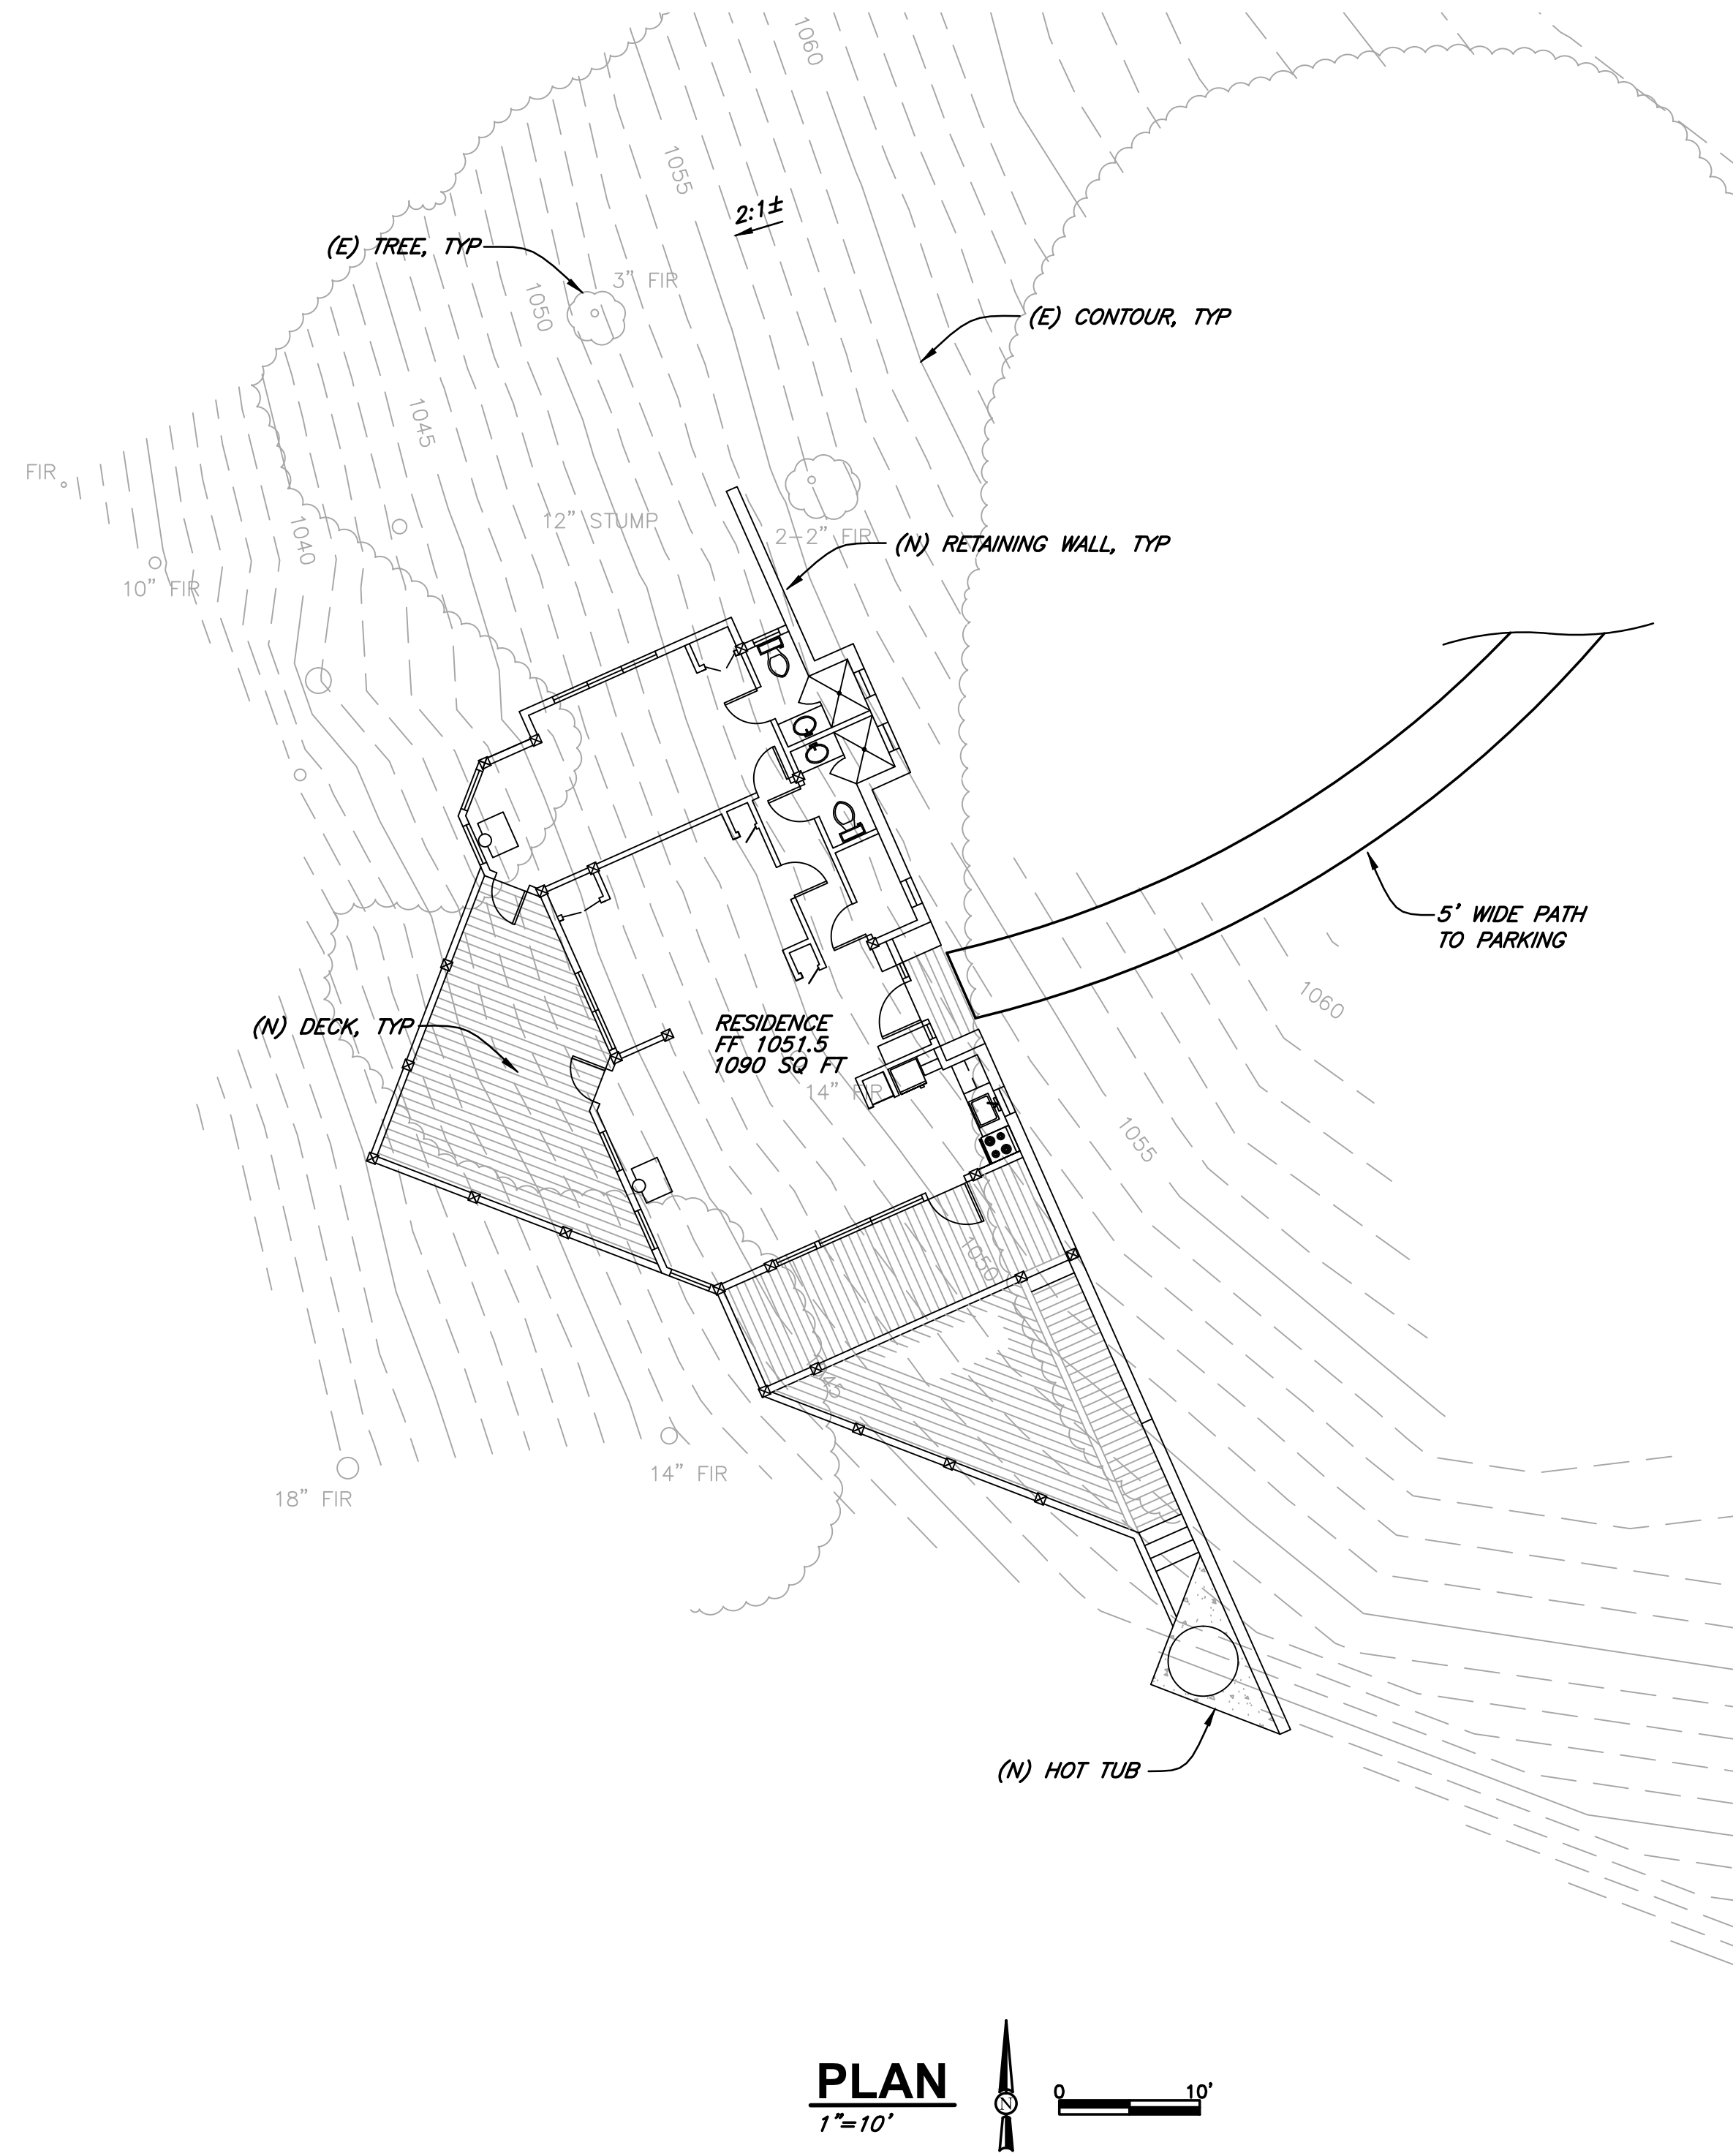 1060
1055
2:1±
(E) TREE, TYP
3" FIR
1050
(E) CONTOUR, TYP
1045
FIR
12" STUMP
2-2" FIR
1040
(N) RETAINING WALL, TYP
10" FIR
5' WIDE PATH
TO PARKING
1060
(N) DECK, TYP
RESIDENCE
FF 1051.5
1090 SQ FT
14" FIR
1055
1050
1045
14" FIR
18" FIR
(N) HOT TUB
PLAN
1"=10'
N
0
10'